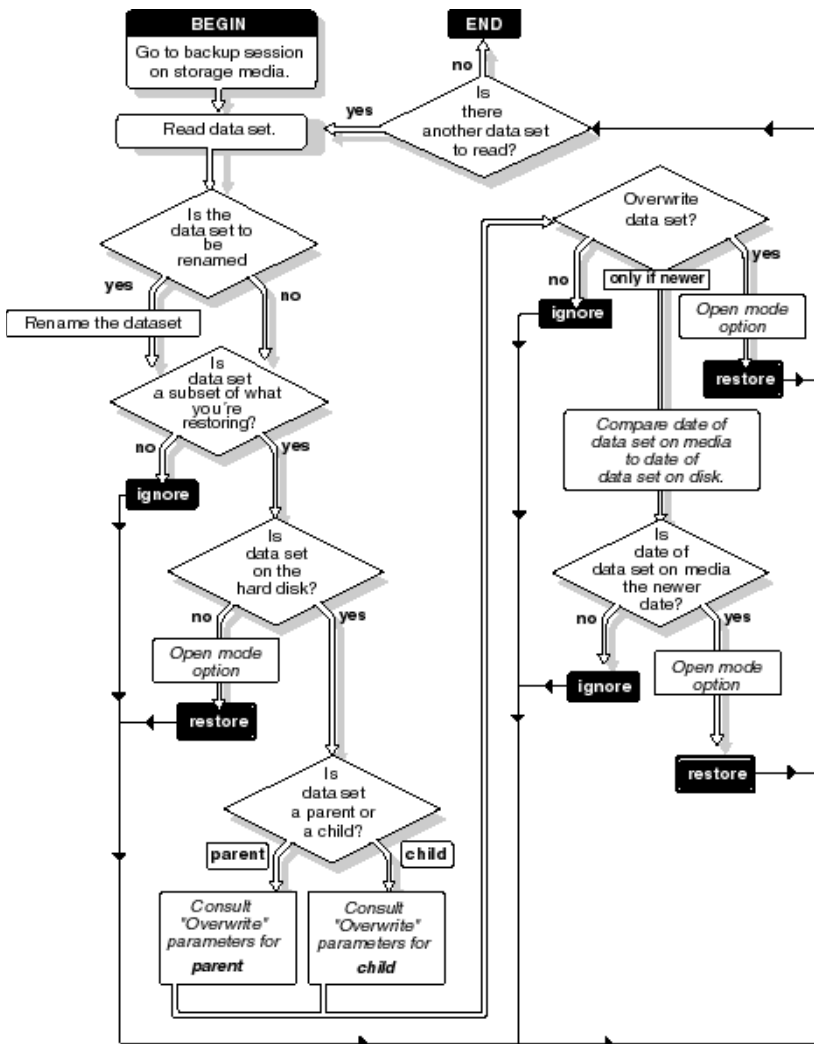 BEGIN
Go to backup session
on storage media.
END
no
Is
there
another data set
to read?
yes
Read data set.
Is the
data set to
be
renamed
yes
no
Rename the dataset
Is
data set
a subset of what
you're
restoring?
no
yes
ignore
Is
data set
on the
hard disk?
no
yes
Open mode
option
restore
Is
data set
a parent or
a child?
parent
child
Consult
"Overwrite"
parameters for
parent
Consult
"Overwrite"
parameters for
child
Overwrite
data set?
no
only if newer
yes
ignore
Open mode
option
restore
Compare date of
data set on media
to date of
data set on disk.
Is
date of
data set on media
the newer
date?
no
yes
ignore
Open mode
option
restore